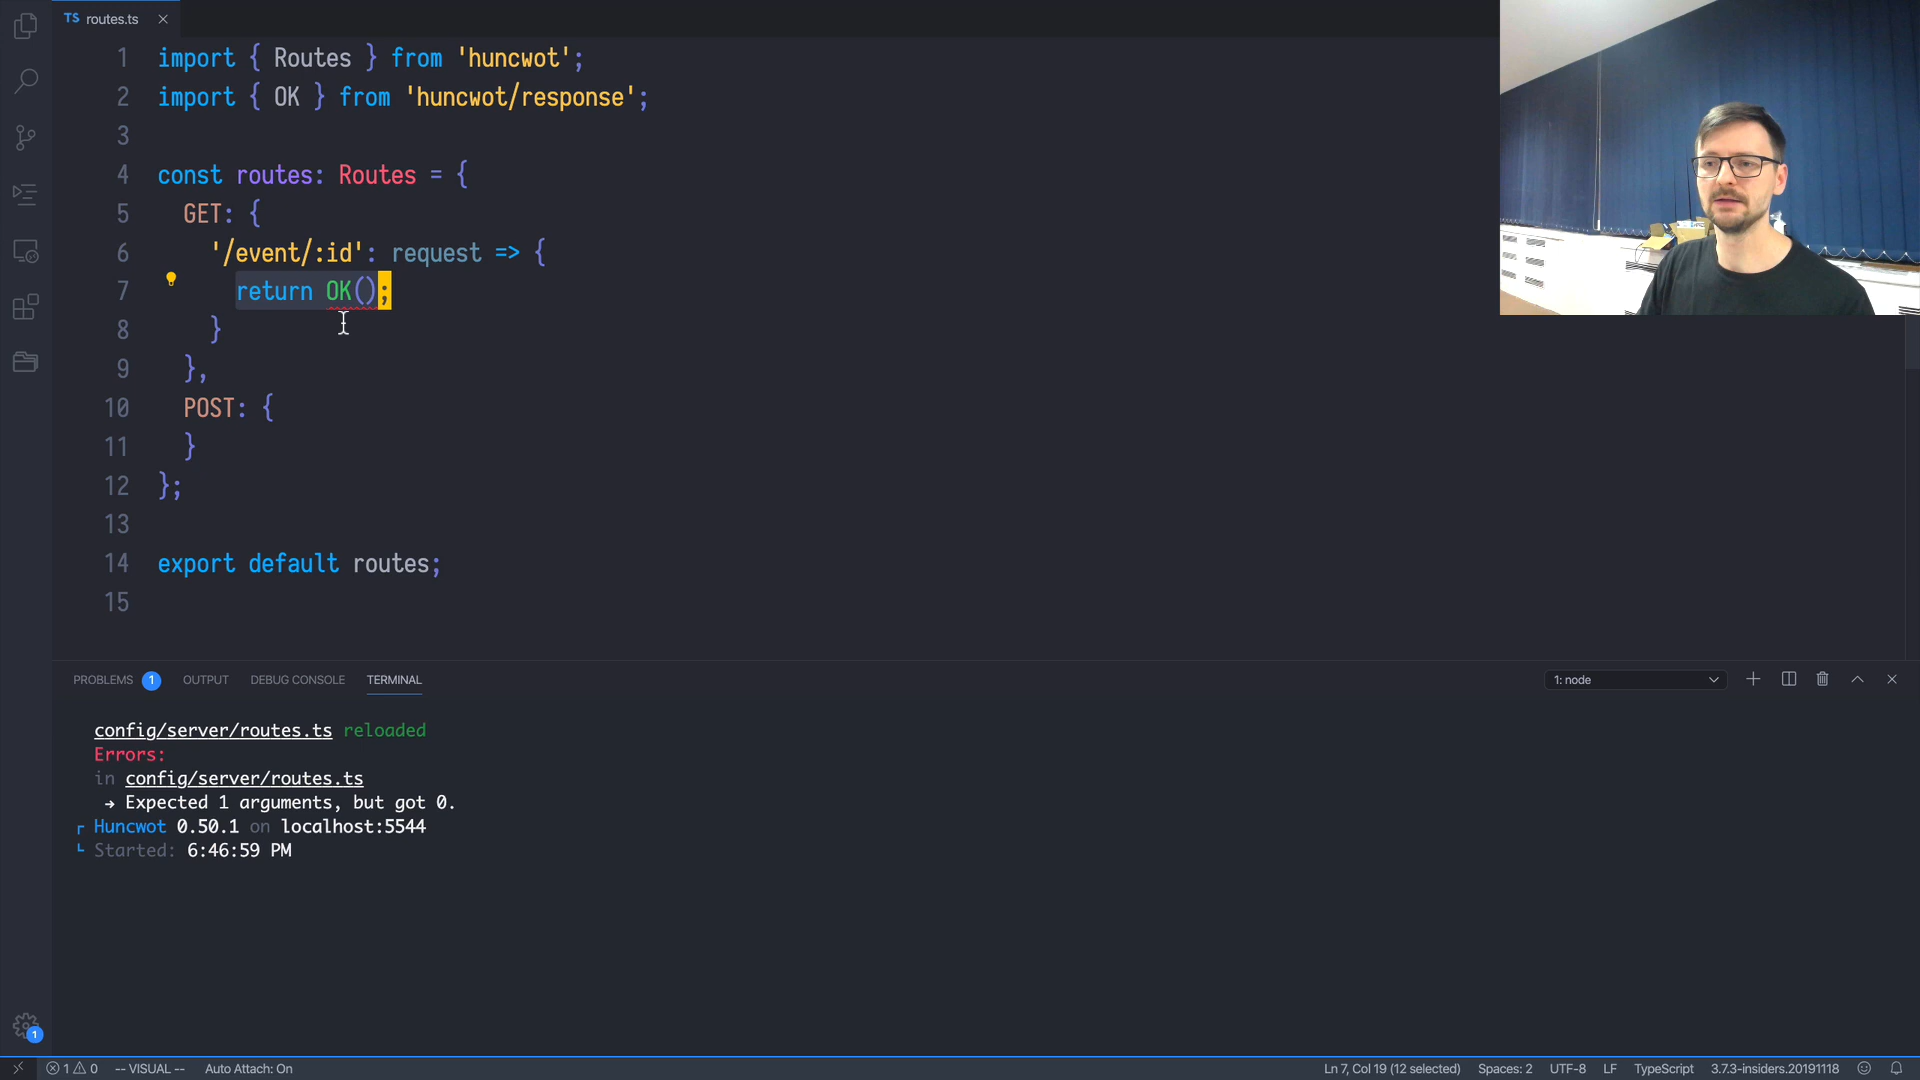 TS routes.ts
1 import { Routes } from 'huncwot';
2 import { OK } from 'huncwot/response';
3
4 const routes: Routes = {
5 GET: {
6 '/event/:id': request => {
7 return OK();
8 }
9 },
10 POST: {
11 }
12 };
13
14 export default routes;
15
PROBLEMS 1 OUTPUT DEBUG CONSOLE TERMINAL 1: node
config/server/routes.ts reloaded
Errors:
in config/server/routes.ts
→ Expected 1 arguments, but got 0.
┌ Huncwot 0.50.1 on localhost:5544
└ Started: 6:46:59 PM
1
1 0 -- VISUAL -- Auto Attach: On Ln 7, Col 19 (12 selected) Spaces: 2 UTF-8 LF TypeScript 3.7.3-insiders.20191118